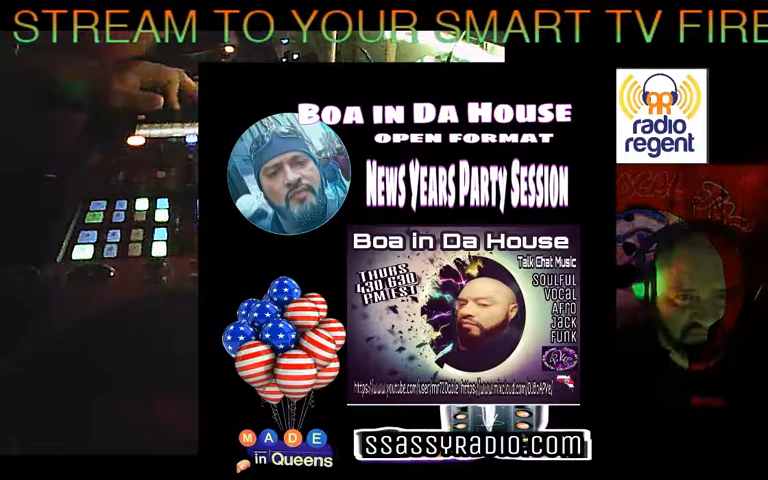 STREAM TO YOUR SMART TV FIRE
BOA IN DA HOUSE
OPEN FORMAT
NEWS YEARS PARTY SESSION
radio
regent
Boa in Da House
Talk Chat Music
THURS
430,630
PM EST
SOULFUL
VOCAL
AFRO
JACK
FUNK
MADE
in Queens
SSASSYRADIO.COM